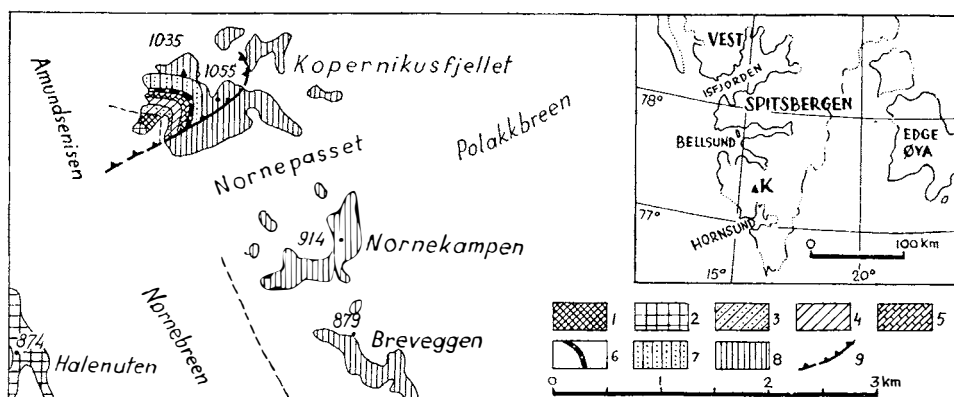 1035
1055
Kopernikusfjellet
Amundsenisen
Polakkbreen
Nornepasset
914
Nornekampen
Nornebreen
879
Breveggen
874
Halenuten
VEST
ISFJORDEN
78°
SPITSBERGEN
BELLSUND
EDGE
ØYA
K
77°
HORNSUND
0 100 km
15° 20°
1 2 3 4 5
6 7 8 9
0 1 2 3 km